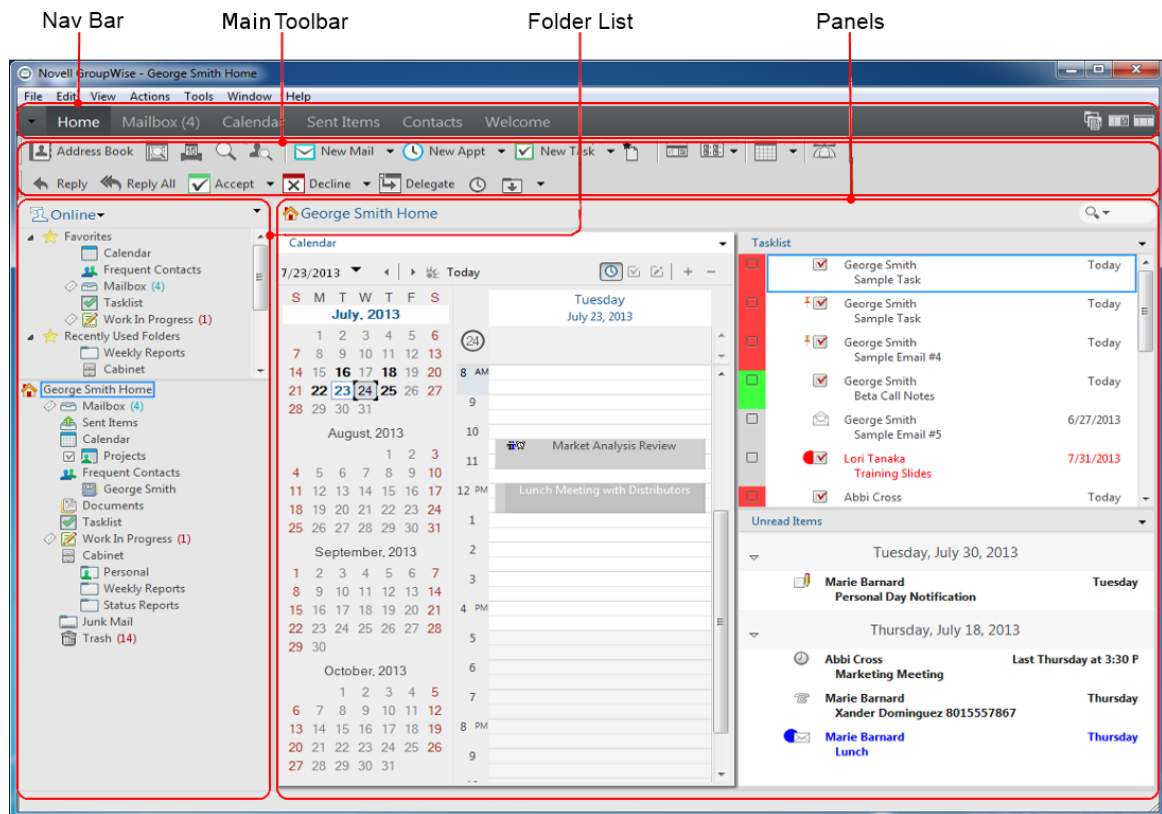 Nav Bar Main Toolbar Folder List Panels
Novell GroupWise - George Smith Home
File Edit View Actions Tools Window Help
Home Mailbox (4) Calendar Sent Items Contacts Welcome
Address Book New Mail New Appt New Task
Reply Reply All Accept Decline Delegate
Online
Favorites
Calendar
Frequent Contacts
Mailbox (4)
Tasklist
Work In Progress (1)
Recently Used Folders
Weekly Reports
Cabinet
George Smith Home
Mailbox (4)
Sent Items
Calendar
Projects
Frequent Contacts
George Smith
Documents
Tasklist
Work In Progress (1)
Cabinet
Personal
Weekly Reports
Status Reports
Junk Mail
Trash (14)
George Smith Home
Calendar
7/23/2013 Today
S M T W T F S
July, 2013
1 2 3 4 5 6
7 8 9 10 11 12 13
14 15 16 17 18 19 20
21 22 23 24 25 26 27
28 29 30 31
August, 2013
1 2 3
4 5 6 7 8 9 10
11 12 13 14 15 16 17
18 19 20 21 22 23 24
25 26 27 28 29 30 31
September, 2013
1 2 3 4 5 6 7
8 9 10 11 12 13 14
15 16 17 18 19 20 21
22 23 24 25 26 27 28
29 30
October, 2013
1 2 3 4 5
6 7 8 9 10 11 12
13 14 15 16 17 18 19
20 21 22 23 24 25 26
27 28 29 30 31
Tuesday
July 23, 2013
24
8 AM
9
10
Market Analysis Review
11
12 PM Lunch Meeting with Distributors
1
2
3
4 PM
5
6
7
8 PM
9
Tasklist
George Smith Today
Sample Task
George Smith Today
Sample Task
George Smith Today
Sample Email #4
George Smith Today
Beta Call Notes
George Smith 6/27/2013
Sample Email #5
Lori Tanaka 7/31/2013
Training Slides
Abbi Cross Today
Unread Items
Tuesday, July 30, 2013
Marie Barnard Tuesday
Personal Day Notification
Thursday, July 18, 2013
Abbi Cross Last Thursday at 3:30 P
Marketing Meeting
Marie Barnard Thursday
Xander Dominguez 8015557867
Marie Barnard Thursday
Lunch